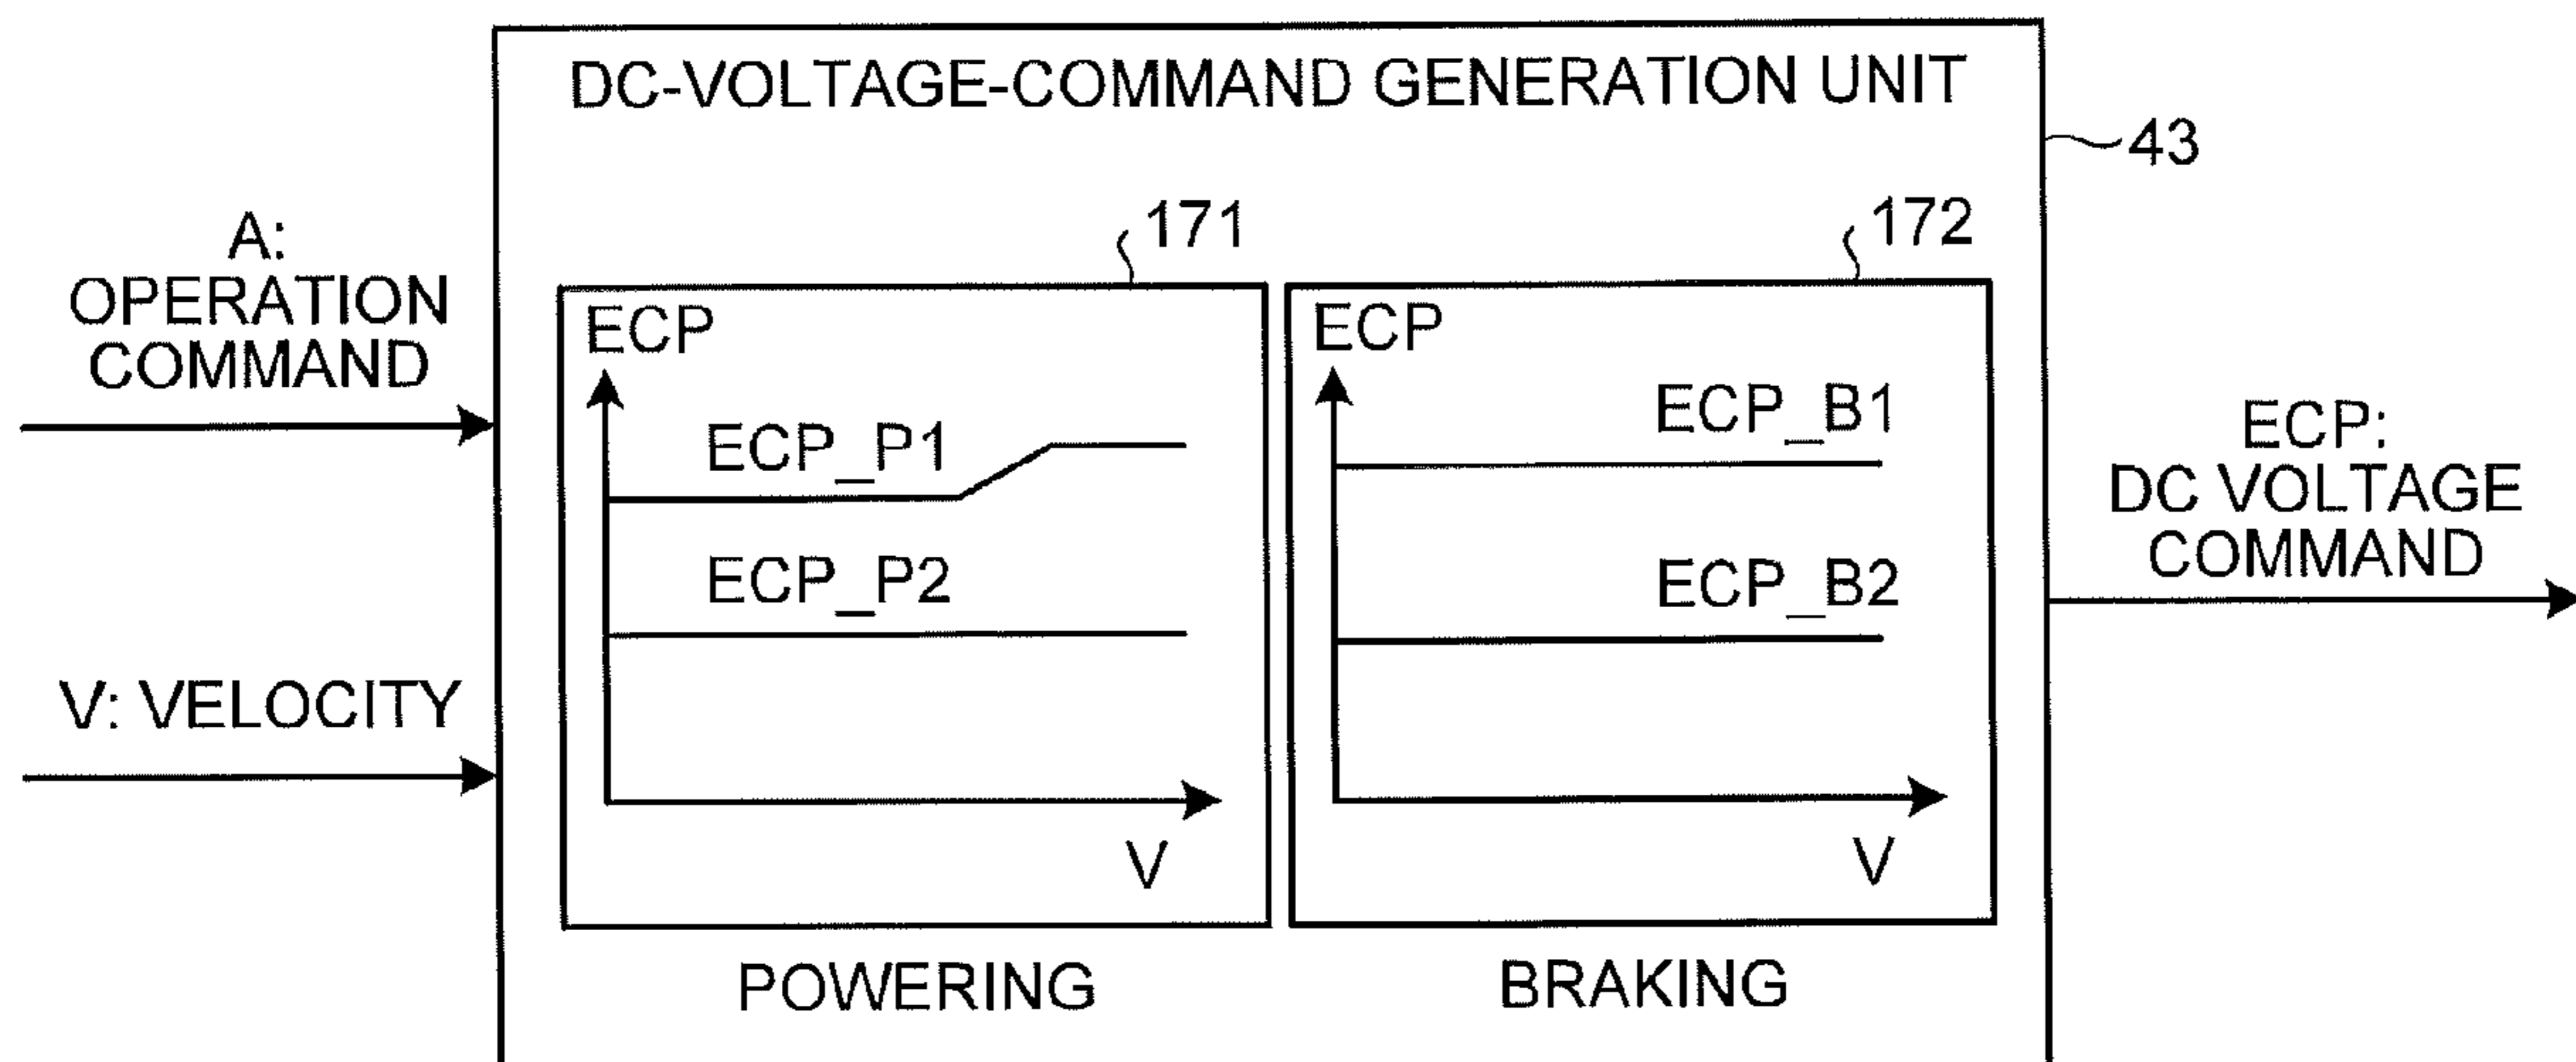 DC-VOLTAGE-COMMAND GENERATION UNIT
43
A:
OPERATION
COMMAND
V: VELOCITY
171
ECP
ECP_P1
ECP_P2
V
POWERING
172
ECP
ECP_B1
ECP_B2
V
BRAKING
ECP:
DC VOLTAGE
COMMAND